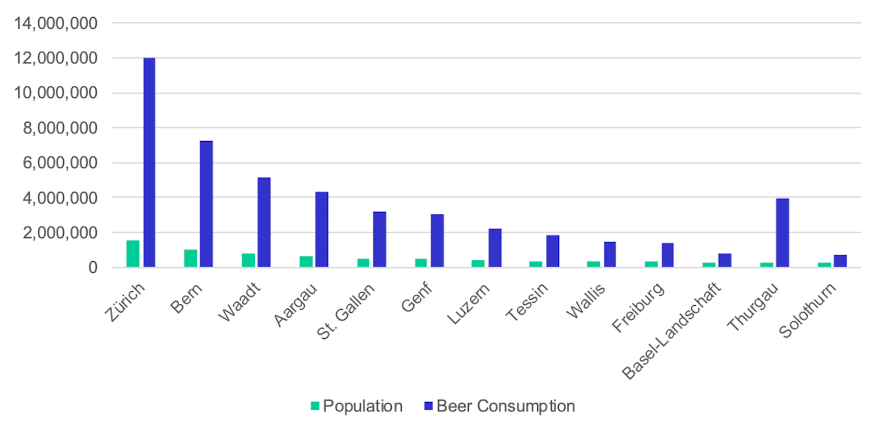 14,000,000
12,000,000
10,000,000
8,000,000
6,000,000
4,000,000
2,000,000
0
Zürich
Bern
Waadt
Aargau
St. Gallen
Genf
Luzern
Tessin
Wallis
Freiburg
Basel-Landschaft
Thurgau
Solothurn
Population Beer Consumption